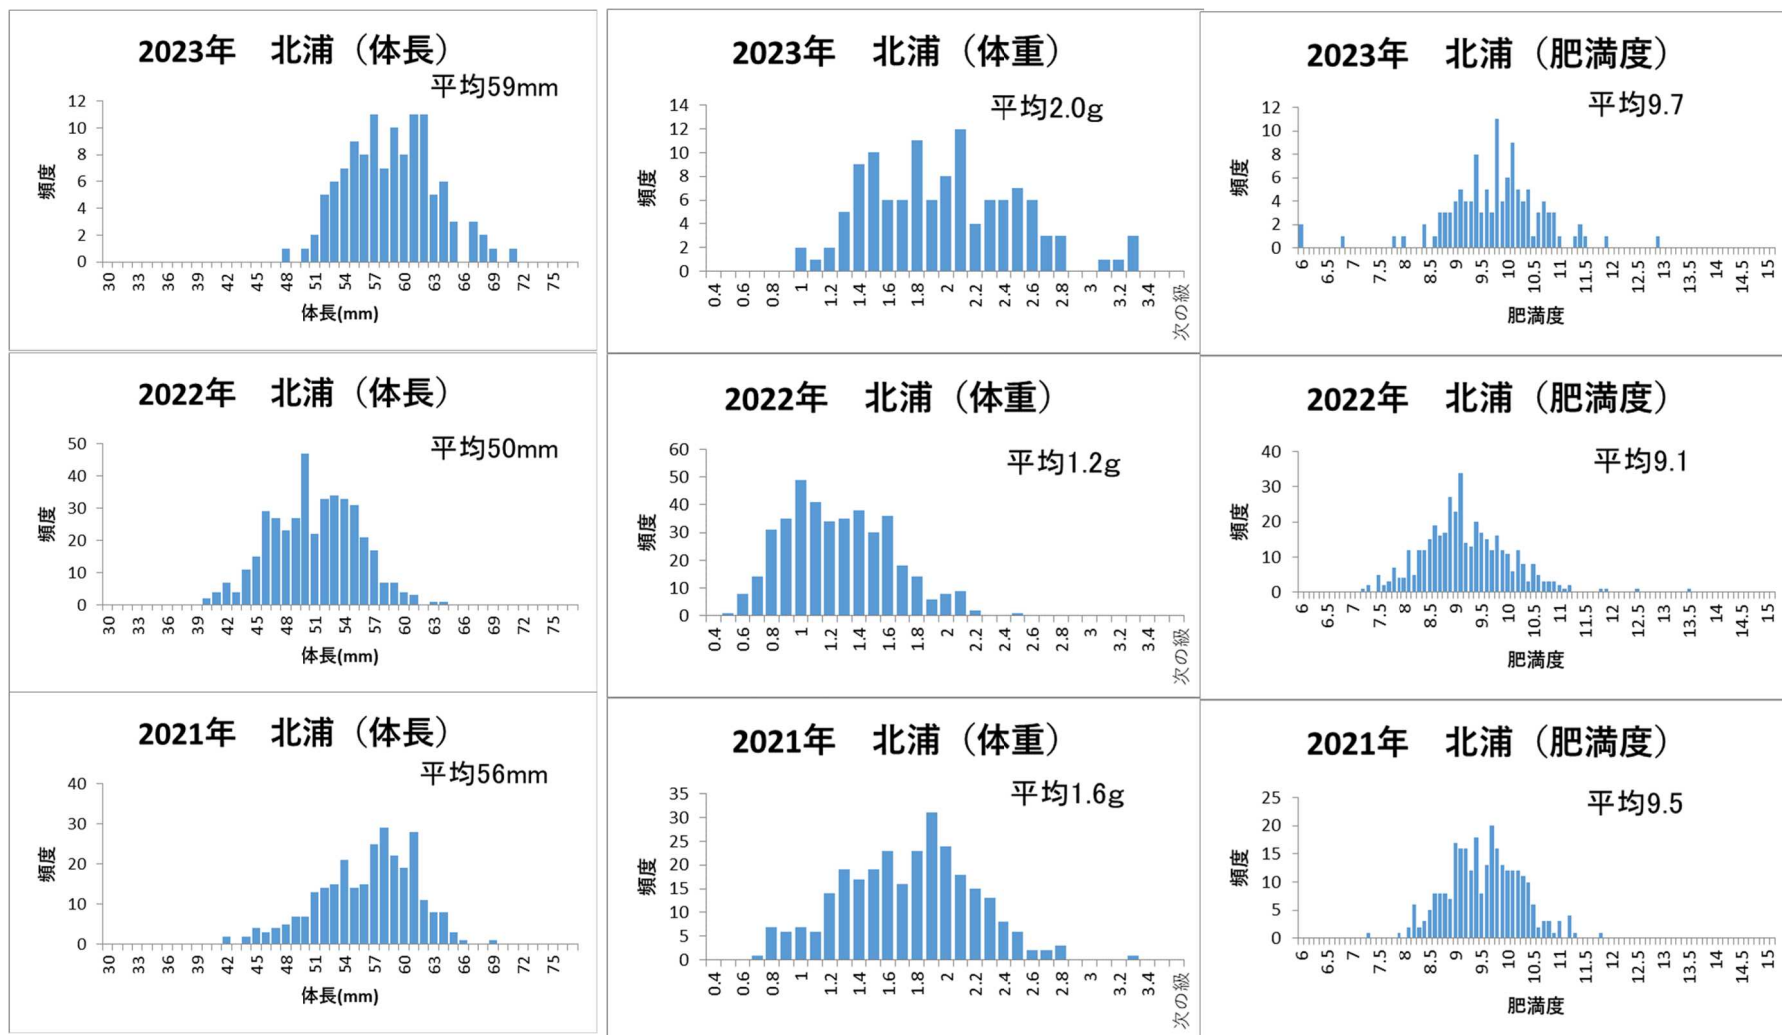 2023年　北浦（体長）
平均59mm
頻度
12
10
8
6
4
2
0
30 33 36 39 42 45 48 51 54 57 60 63 66 69 72 75
体長(mm)
2023年　北浦（体重）
平均2.0g
頻度
14
12
10
8
6
4
2
0
0.4 0.6 0.8 1 1.2 1.4 1.6 1.8 2 2.2 2.4 2.6 2.8 3 3.2 3.4 次の級
2023年　北浦（肥満度）
平均9.7
頻度
12
10
8
6
4
2
0
6 6.5 7 7.5 8 8.5 9 9.5 10 10.5 11 11.5 12 12.5 13 13.5 14 14.5 15
肥満度
2022年　北浦（体長）
平均50mm
頻度
50
40
30
20
10
0
30 33 36 39 42 45 48 51 54 57 60 63 66 69 72 75
体長(mm)
2022年　北浦（体重）
平均1.2g
頻度
60
50
40
30
20
10
0
0.4 0.6 0.8 1 1.2 1.4 1.6 1.8 2 2.2 2.4 2.6 2.8 3 3.2 3.4 次の級
2022年　北浦（肥満度）
平均9.1
頻度
40
30
20
10
0
6 6.5 7 7.5 8 8.5 9 9.5 10 10.5 11 11.5 12 12.5 13 13.5 14 14.5 15
肥満度
2021年　北浦（体長）
平均56mm
頻度
40
30
20
10
0
30 33 36 39 42 45 48 51 54 57 60 63 66 69 72 75
体長(mm)
2021年　北浦（体重）
平均1.6g
頻度
35
30
25
20
15
10
5
0
0.4 0.6 0.8 1 1.2 1.4 1.6 1.8 2 2.2 2.4 2.6 2.8 3 3.2 3.4 次の級
2021年　北浦（肥満度）
平均9.5
頻度
25
20
15
10
5
0
6 6.5 7 7.5 8 8.5 9 9.5 10 10.5 11 11.5 12 12.5 13 13.5 14 14.5 15
肥満度